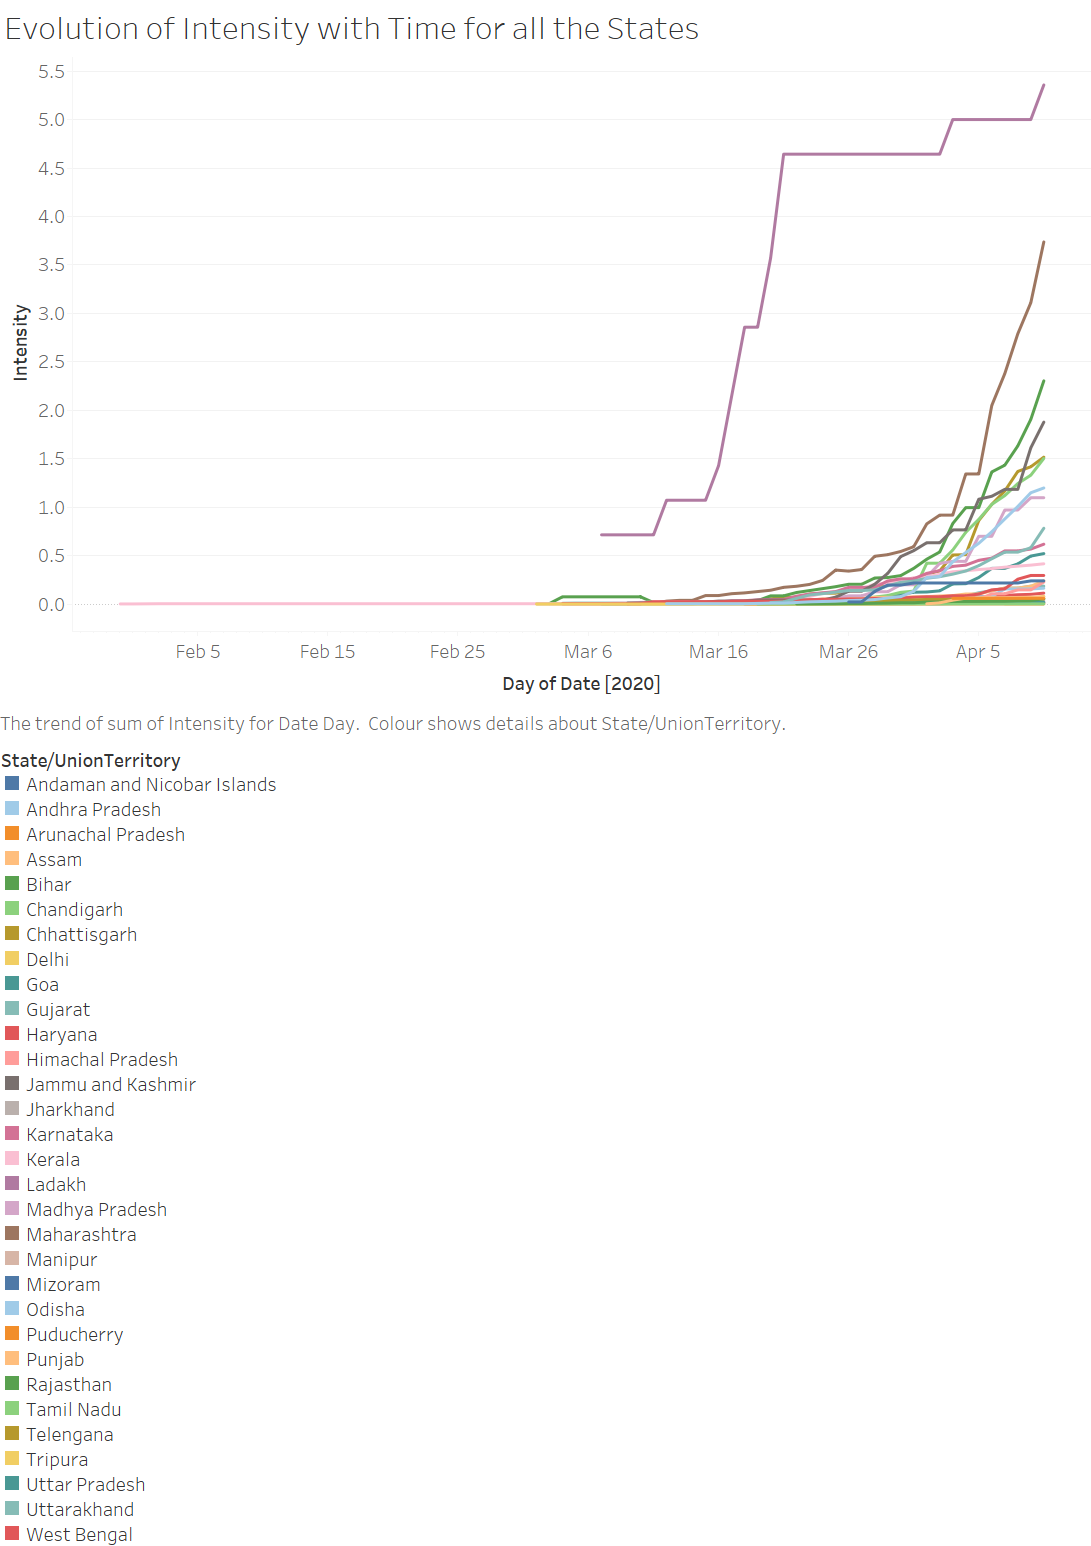 Evolution of Intensity with Time for all the States
5.5
5.0
4.5
4.0
3.5
3.0
2.5
2.0
1.5
1.0
0.5
0.0
Intensity
Feb 5 Feb 15 Feb 25 Mar 6 Mar 16 Mar 26 Apr 5
Day of Date [2020]
The trend of sum of Intensity for Date Day. Colour shows details about State/UnionTerritory.
State/UnionTerritory
Andaman and Nicobar Islands
Andhra Pradesh
Arunachal Pradesh
Assam
Bihar
Chandigarh
Chhattisgarh
Delhi
Goa
Gujarat
Haryana
Himachal Pradesh
Jammu and Kashmir
Jharkhand
Karnataka
Kerala
Ladakh
Madhya Pradesh
Maharashtra
Manipur
Mizoram
Odisha
Puducherry
Punjab
Rajasthan
Tamil Nadu
Telengana
Tripura
Uttar Pradesh
Uttarakhand
West Bengal